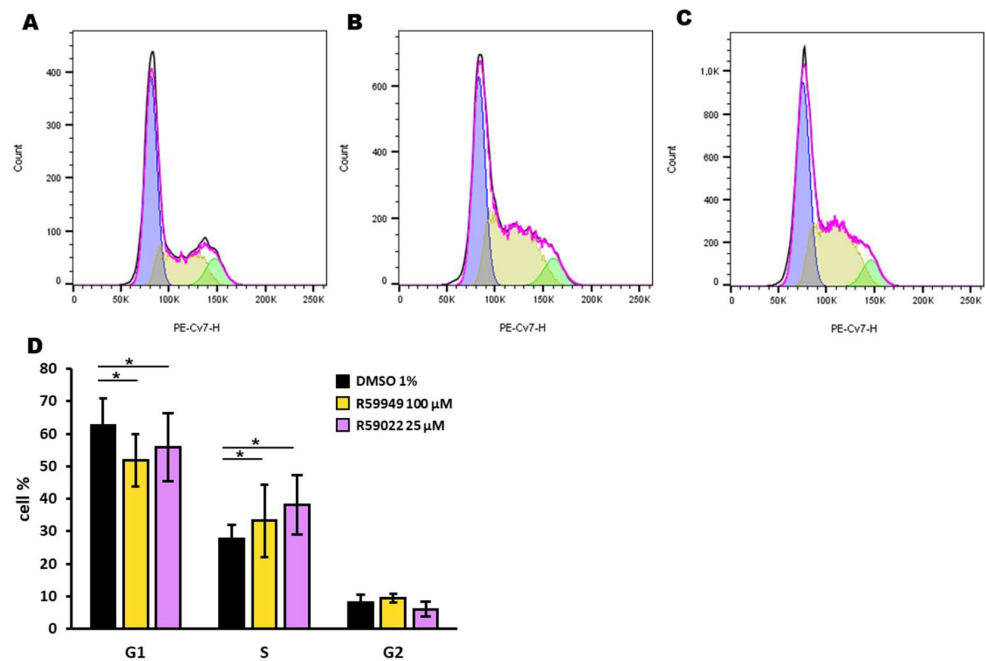 A
B
C
400
300
200
100
0
Count
0
50K
100K
150K
200K
250K
PE-Cy7-H
600
400
200
0
Count
0
50K
100K
150K
200K
250K
PE-Cy7-H
1,0K
800
600
400
200
0
Count
0
50K
100K
150K
200K
250K
PE-Cy7-H
D
80
70
60
50
40
30
20
10
0
cell %
*
*
*
*
DMSO 1%
R59949 100 µM
R59022 25 µM
G1
S
G2